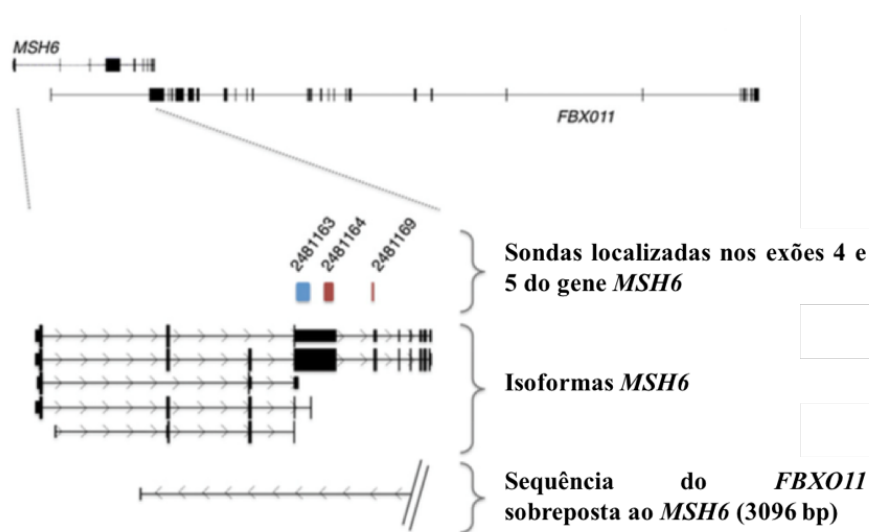 MSH6
FBX011
2481163
2481164
2481169
Sondas localizadas nos exões 4 e
5 do gene MSH6
Isoformas MSH6
Sequência do FBXO11
sobreposta ao MSH6 (3096 bp)